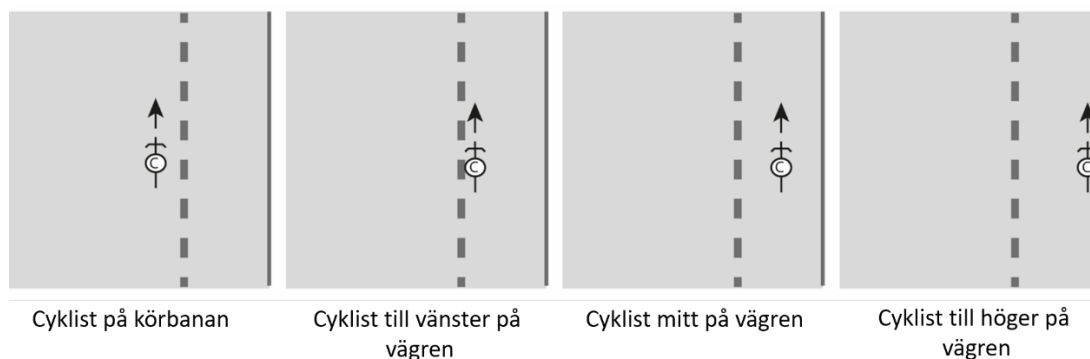 C
C
C
C
Cyklist på körbanan
Cyklist till vänster på
vägren
Cyklist mitt på vägren
Cyklist till höger på
vägren